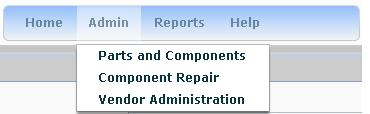 Home Admin Reports Help
Parts and Components
Component Repair
Vendor Administration